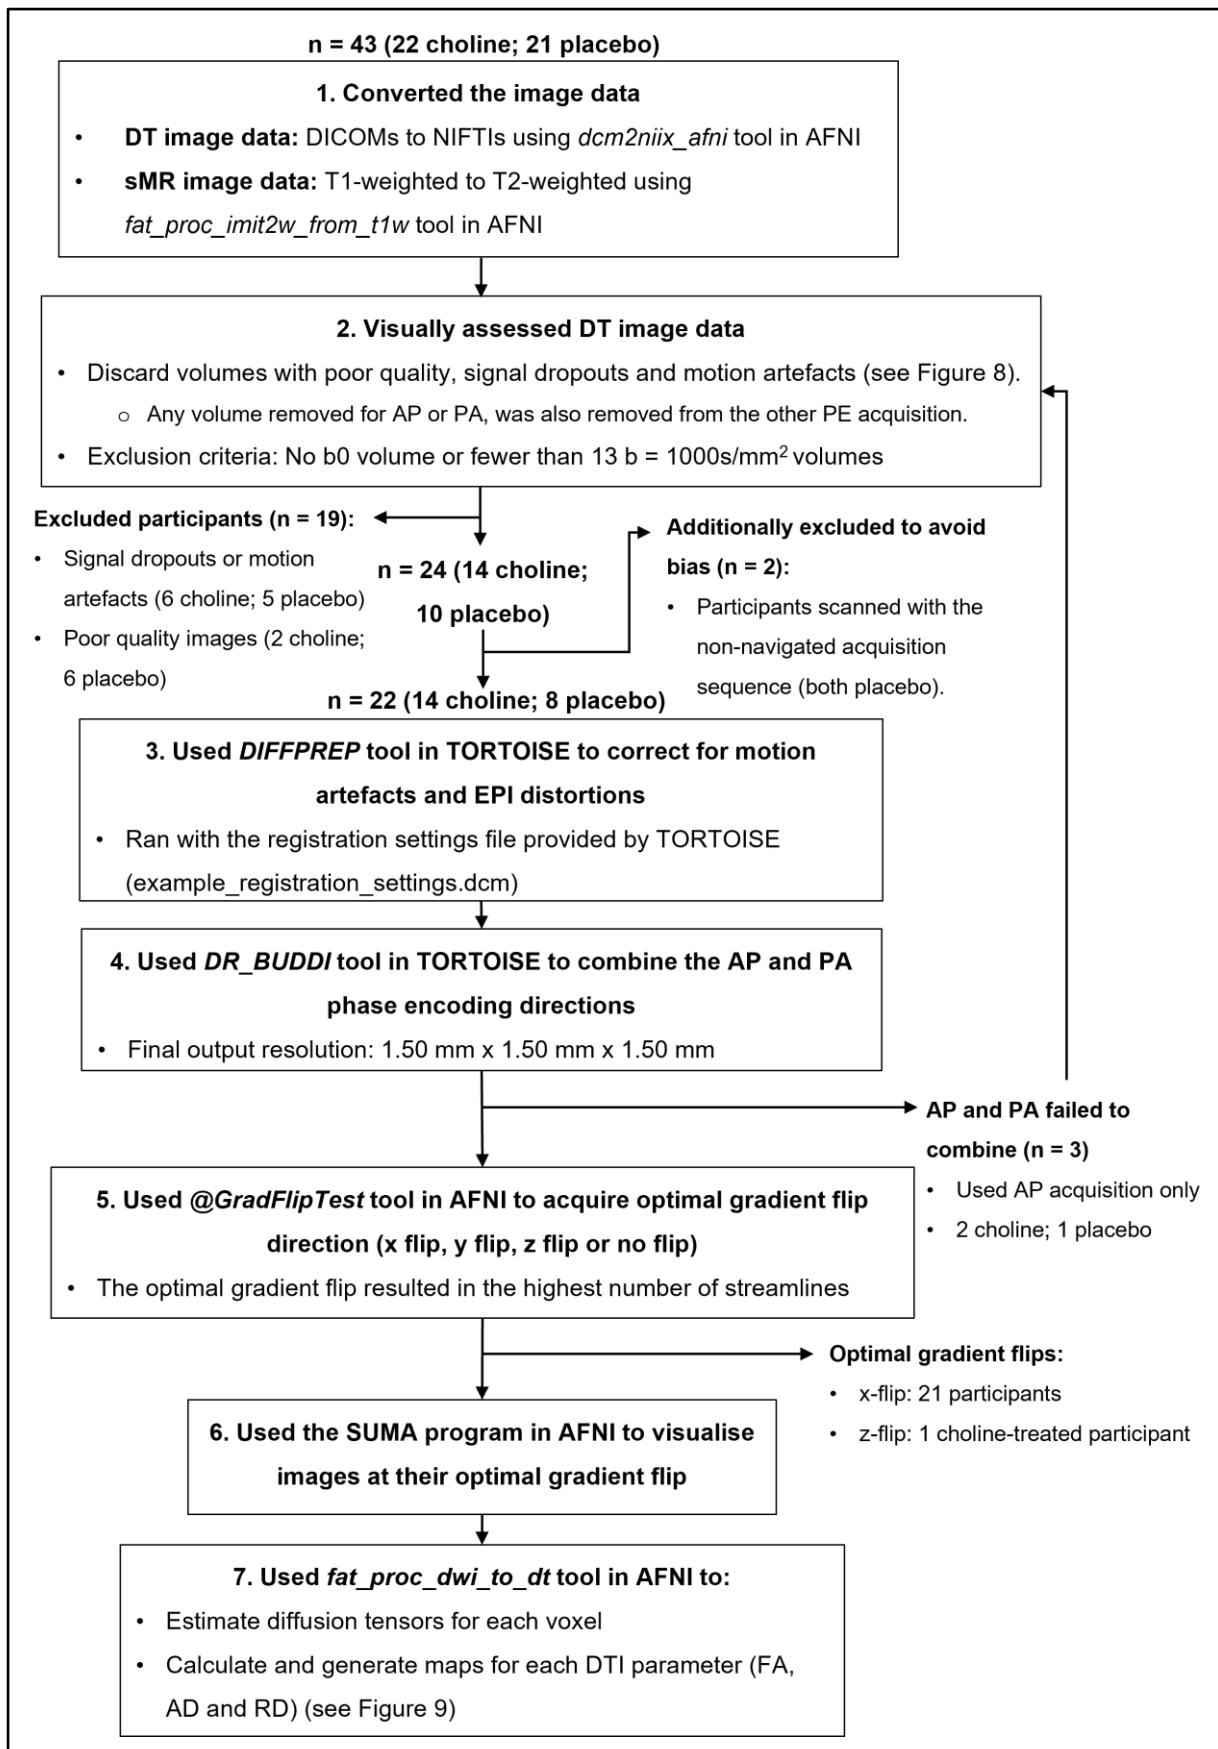 n = 43 (22 choline; 21 placebo)
1. Converted the image data
• DT image data: DICOMs to NIFTIs using dcm2niix_afni tool in AFNI
• sMR image data: T1-weighted to T2-weighted using
fat_proc_imit2w_from_t1w tool in AFNI
2. Visually assessed DT image data
• Discard volumes with poor quality, signal dropouts and motion artefacts (see Figure 8).
o Any volume removed for AP or PA, was also removed from the other PE acquisition.
• Exclusion criteria: No b0 volume or fewer than 13 b = 1000s/mm² volumes
Excluded participants (n = 19):
• Signal dropouts or motion
artefacts (6 choline; 5 placebo)
• Poor quality images (2 choline;
6 placebo)
n = 24 (14 choline;
10 placebo)
Additionally excluded to avoid
bias (n = 2):
• Participants scanned with the
non-navigated acquisition
sequence (both placebo).
n = 22 (14 choline; 8 placebo)
3. Used DIFFPREP tool in TORTOISE to correct for motion
artefacts and EPI distortions
• Ran with the registration settings file provided by TORTOISE
(example_registration_settings.dcm)
4. Used DR_BUDDI tool in TORTOISE to combine the AP and PA
phase encoding directions
• Final output resolution: 1.50 mm x 1.50 mm x 1.50 mm
AP and PA failed to
combine (n = 3)
• Used AP acquisition only
• 2 choline; 1 placebo
5. Used @GradFlipTest tool in AFNI to acquire optimal gradient flip
direction (x flip, y flip, z flip or no flip)
• The optimal gradient flip resulted in the highest number of streamlines
Optimal gradient flips:
• x-flip: 21 participants
• z-flip: 1 choline-treated participant
6. Used the SUMA program in AFNI to visualise
images at their optimal gradient flip
7. Used fat_proc_dwi_to_dt tool in AFNI to:
• Estimate diffusion tensors for each voxel
• Calculate and generate maps for each DTI parameter (FA,
AD and RD) (see Figure 9)